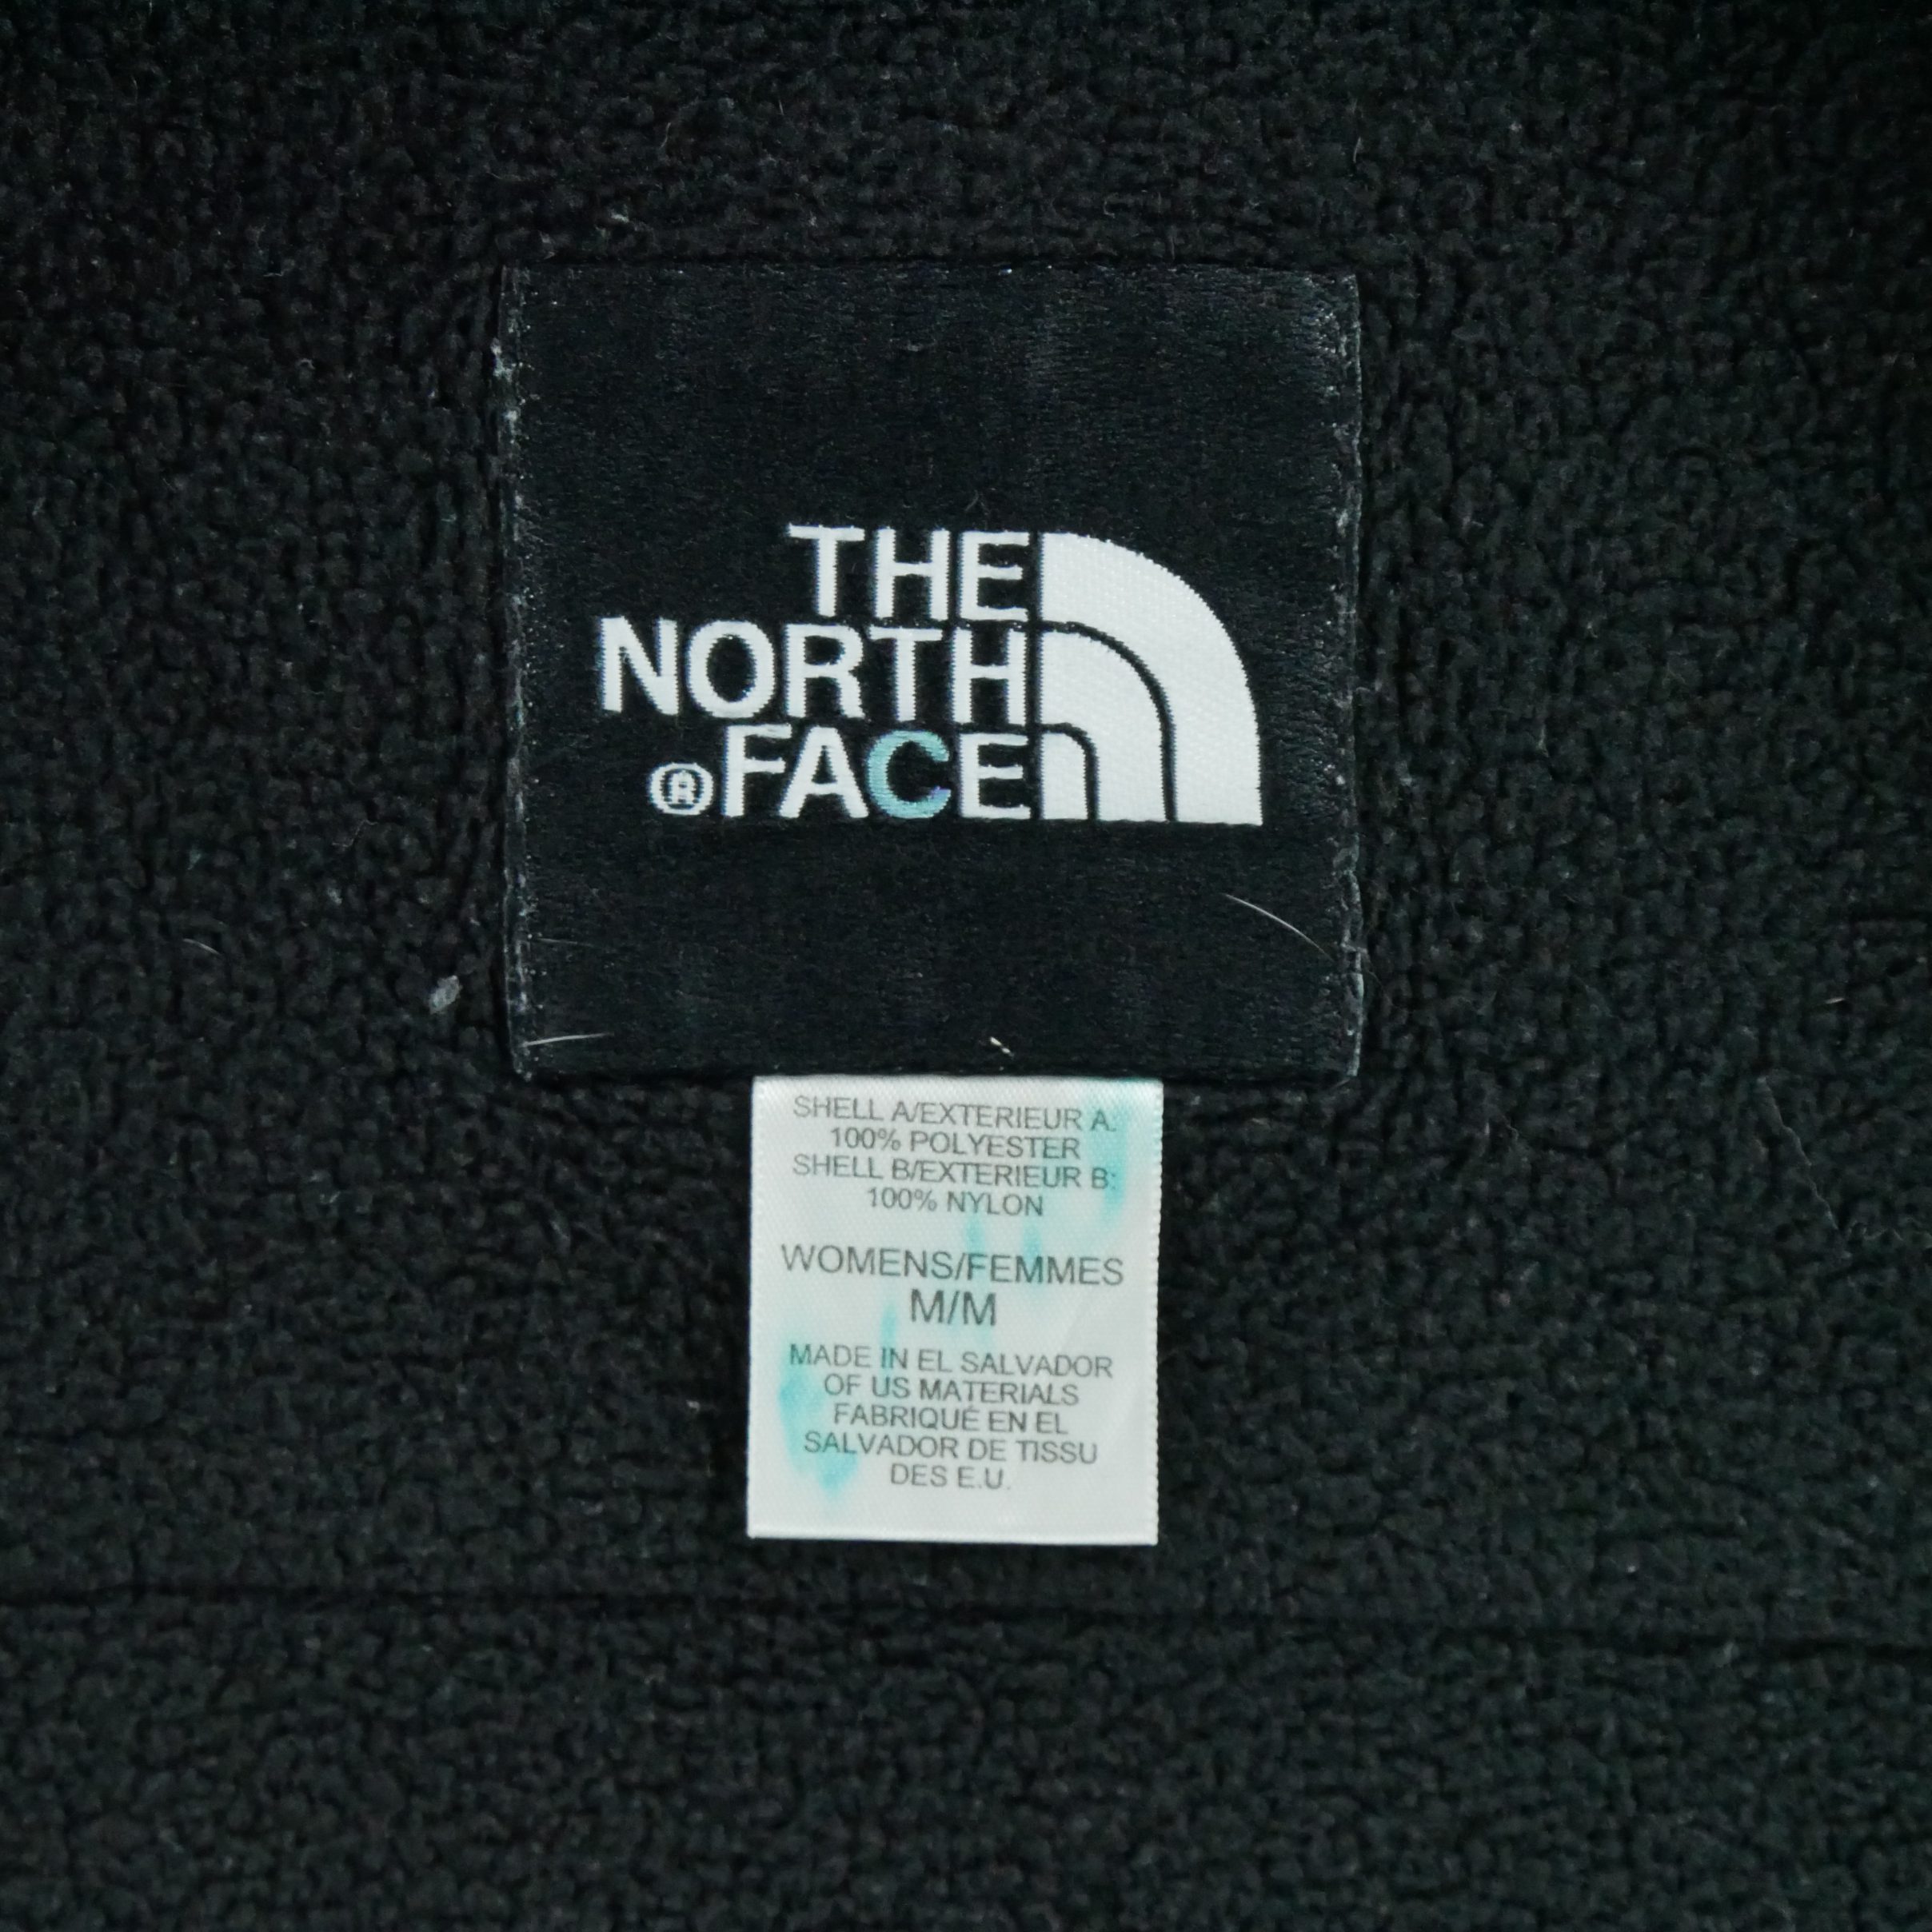 THE
NORTH
®FACE
SHELL A/EXTERIEUR A:
100% POLYESTER
SHELL B/EXTERIEUR B:
100% NYLON
WOMENS/FEMMES
M/M
MADE IN EL SALVADOR
OF US MATERIALS
FABRIQUÉ EN EL
SALVADOR DE TISSU
DES E.U.